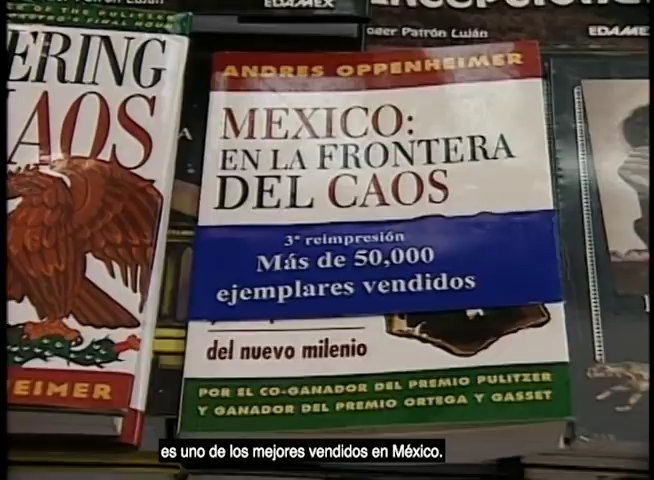 EDAMEX
Roger Patrón Luján
EDAMEX
ERING
AOS
EIMER
ANDRES OPPENHEIMER
MEXICO:
EN LA FRONTERA
DEL CAOS
3ª reimpresión
Más de 50,000
ejemplares vendidos
del nuevo milenio
POR EL CO-GANADOR DEL PREMIO PULITZER
Y GANADOR DEL PREMIO ORTEGA Y GASSET
es uno de los mejores vendidos en México.